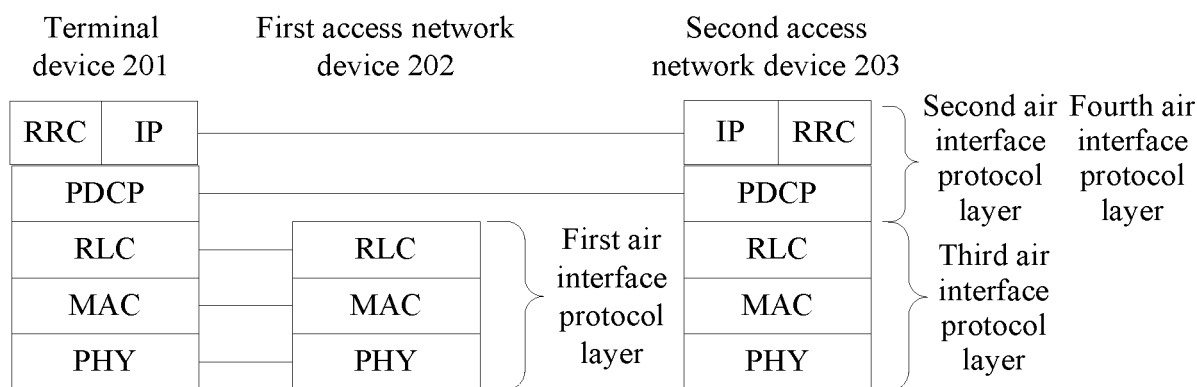 Terminal
device 201
First access network
device 202
Second access
network device 203
RRC
IP
IP
RRC
PDCP
PDCP
RLC
RLC
RLC
MAC
MAC
MAC
PHY
PHY
PHY
First air
interface
protocol
layer
Second air
interface
protocol
layer
Fourth air
interface
protocol
layer
Third air
interface
protocol
layer